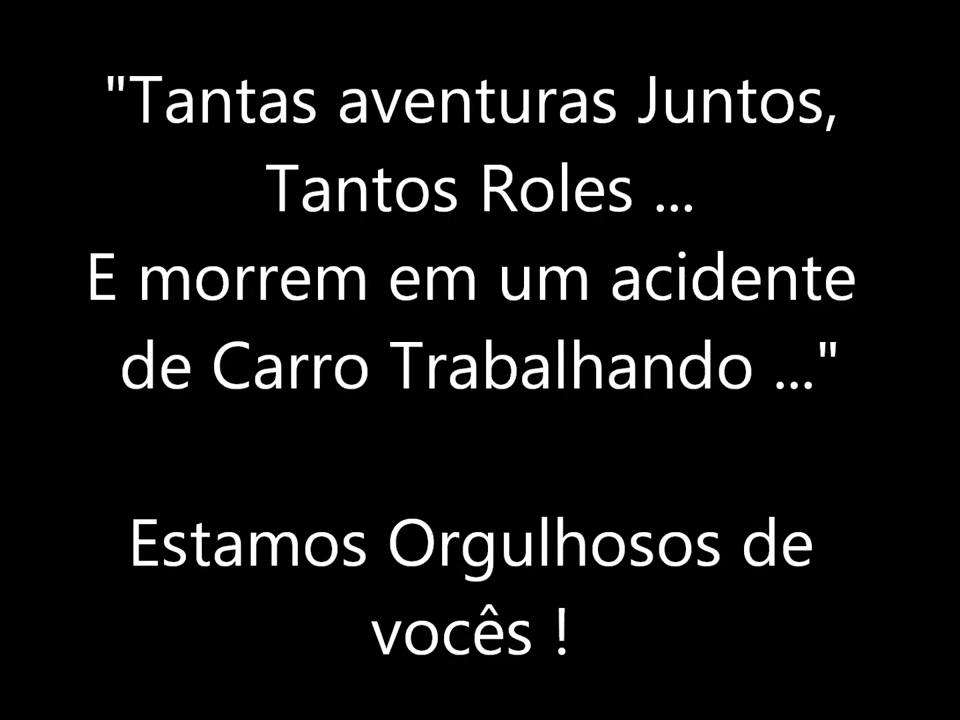 "Tantas aventuras Juntos,
Tantos Roles ...
E morrem em um acidente
de Carro Trabalhando ..."
Estamos Orgulhosos de
vocês !